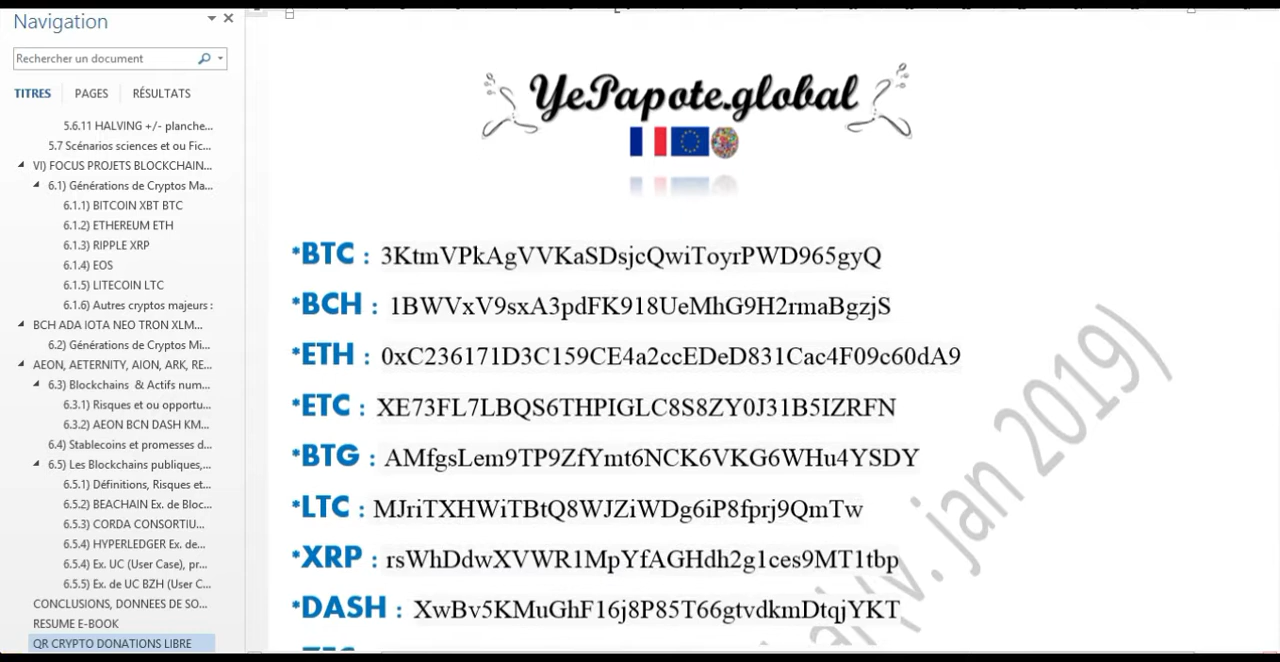 Navigation
Rechercher un document
TITRES PAGES RÉSULTATS
5.6.11 HALVING +/- planche...
5.7 Scénarios sciences et ou Fic...
VI) FOCUS PROJETS BLOCKCHAIN...
6.1) Générations de Cryptos Ma...
6.1.1) BITCOIN XBT BTC
6.1.2) ETHEREUM ETH
6.1.3) RIPPLE XRP
6.1.4) EOS
6.1.5) LITECOIN LTC
6.1.6) Autres cryptos majeurs :
BCH ADA IOTA NEO TRON XLM...
6.2) Générations de Cryptos Mi...
AEON, AETERNITY, AION, ARK, RE...
6.3) Blockchains & Actifs num...
6.3.1) Risques et ou opportu...
6.3.2) AEON BCN DASH KM...
6.4) Stablecoins et promesses d...
6.5) Les Blockchains publiques,...
6.5.1) Définitions, Risques et...
6.5.2) BEACHAIN Ex. de Bloc...
6.5.3) CORDA CONSORTIU...
6.5.4) HYPERLEDGER Ex. de...
6.5.4) Ex. UC (User Case), pr...
6.5.5) Ex. de UC BZH (User C...
CONCLUSIONS, DONNEES DE SO...
RESUME E-BOOK
QR CRYPTO DONATIONS LIBRE
YePapote.global
*BTC : 3KtmVPkAgVVKaSDsjcQwiToyrPWD965gyQ
*BCH : 1BWVxV9sxA3pdFK918UeMhG9H2rmaBgzjS
*ETH : 0xC236171D3C159CE4a2ccEDeD831Cac4F09c60dA9
*ETC : XE73FL7LBQS6THPIGLC8S8ZY0J31B5IZRFN
*BTG : AMfgsLem9TP9ZfYmt6NCK6VKG6WHu4YSDY
*LTC : MJriTXHWiTBtQ8WJZiWDg6iP8fprj9QmTw
*XRP : rsWhDdwXVWR1MpYfAGHdh2g1ces9MT1tbp
*DASH : XwBv5KMuGhF16j8P85T66gtvdkmDtqjYKT
(v. jan 2019)